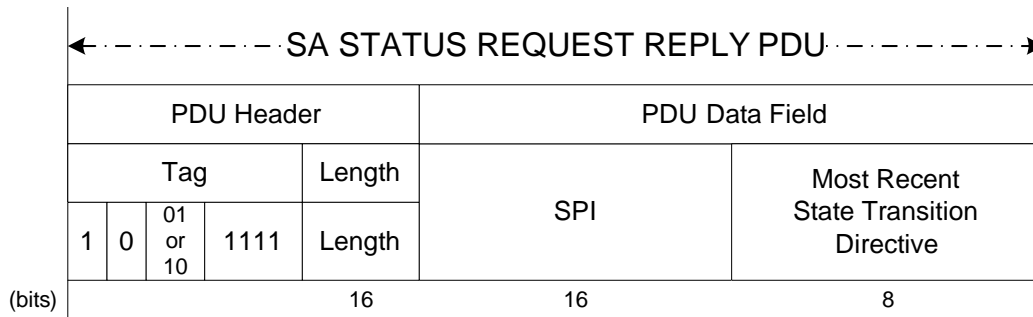 SA STATUS REQUEST REPLY PDU
PDU Header PDU Data Field
Tag Length
SPI
Most Recent
State Transition
Directive
1 0 01 or 10 1111 Length
(bits) 16 16 8